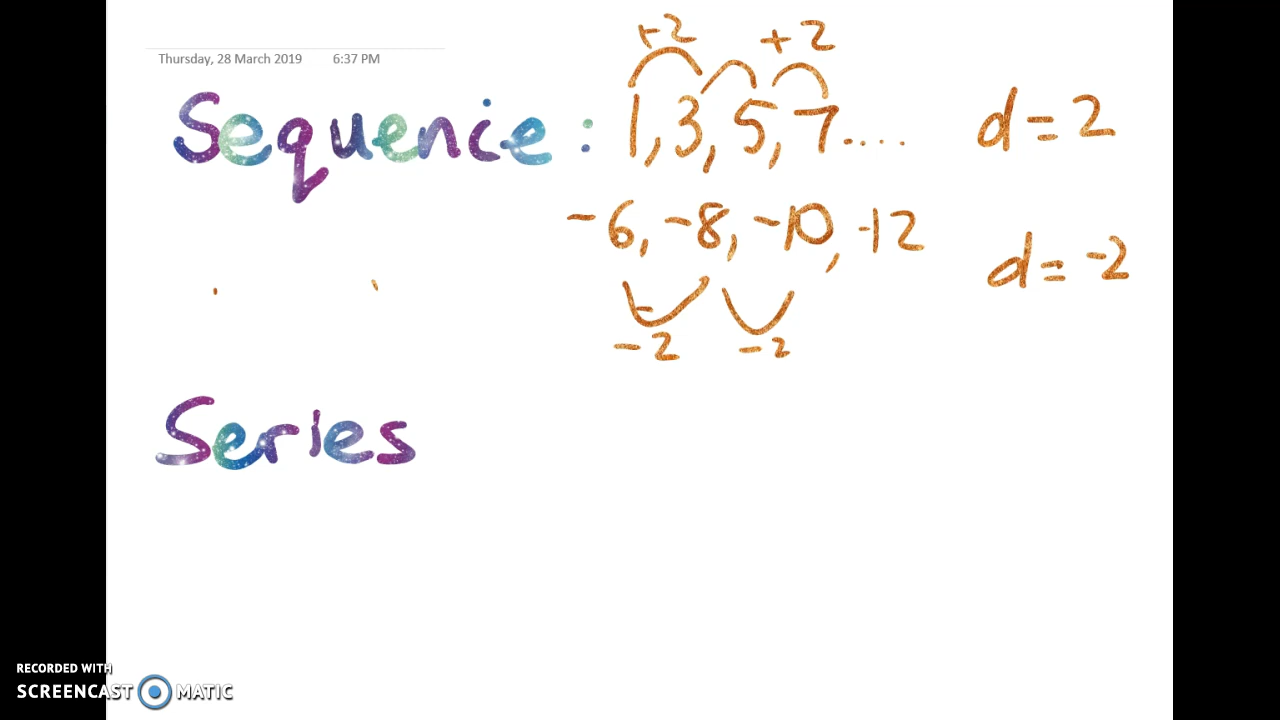 Thursday, 28 March 2019 6:37 PM
+2 +2
Sequencie : 1, 3, 5, 7.... d = 2
-6, -8, -10, -12 d = -2
-2 -2
Series
RECORDED WITH
SCREENCAST MATIC